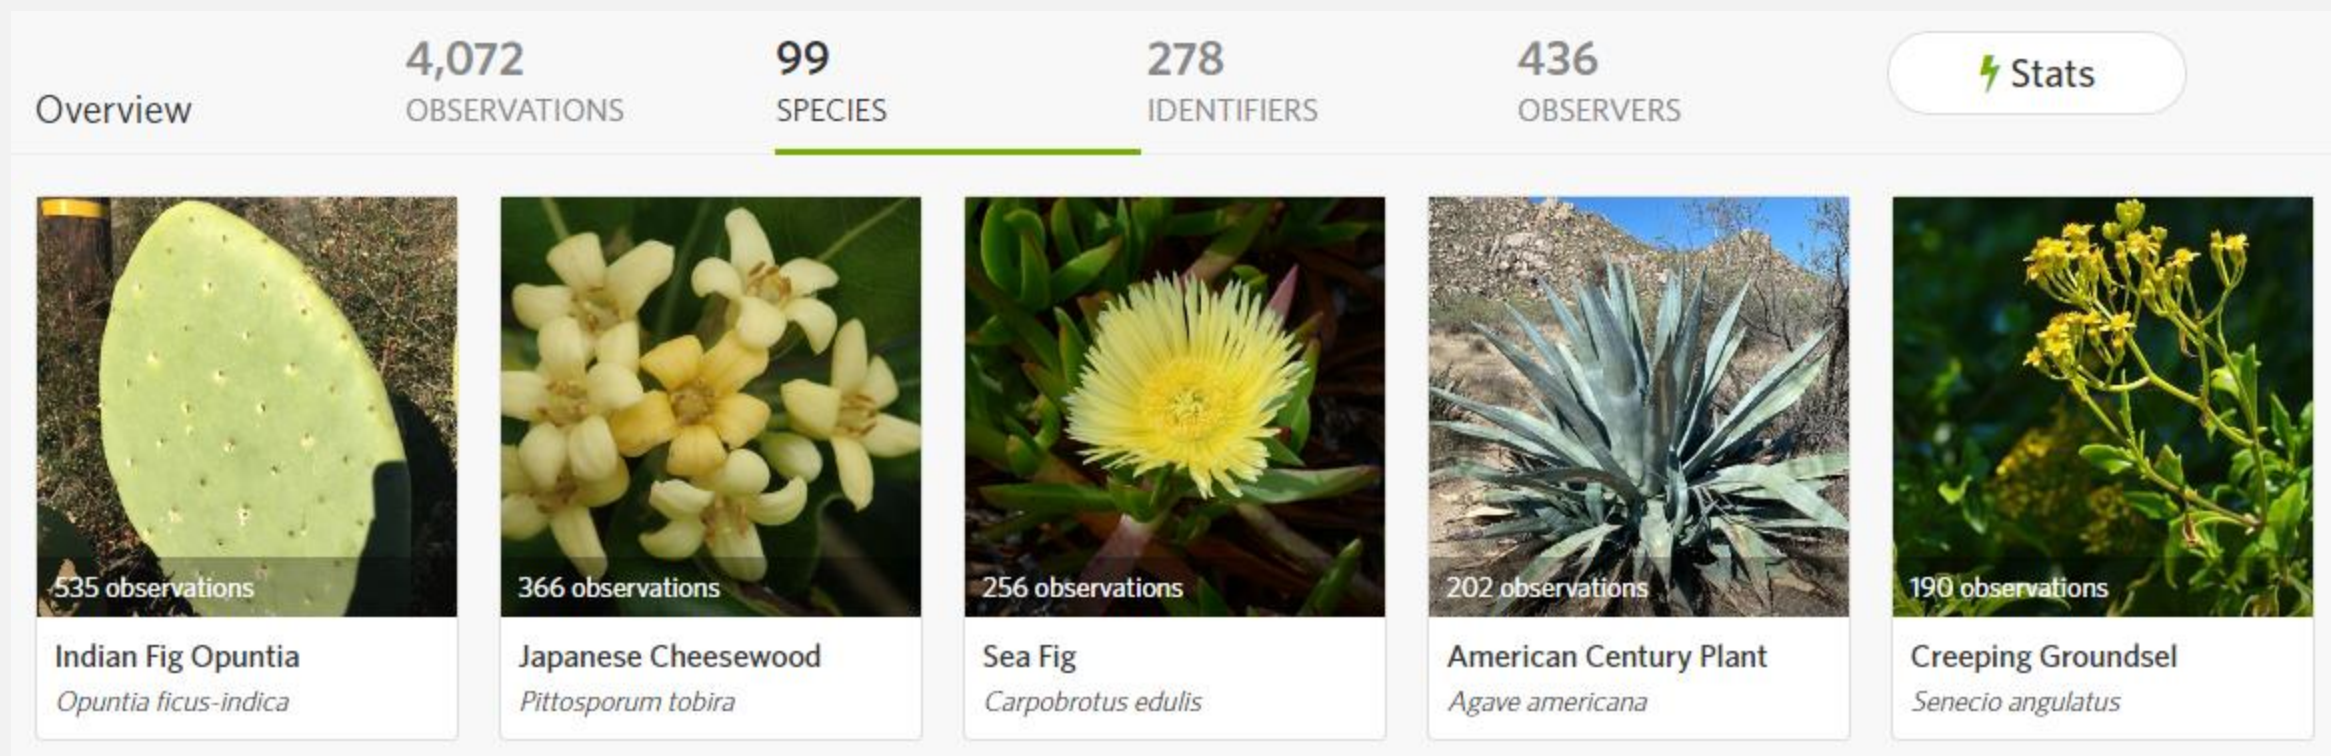 Overview
4,072
OBSERVATIONS
99
SPECIES
278
IDENTIFIERS
436
OBSERVERS
Stats
535 observations
Indian Fig Opuntia
Opuntia ficus-indica
366 observations
Japanese Cheesewood
Pittosporum tobira
256 observations
Sea Fig
Carpobrotus edulis
202 observations
American Century Plant
Agave americana
190 observations
Creeping Groundsel
Senecio angulatus